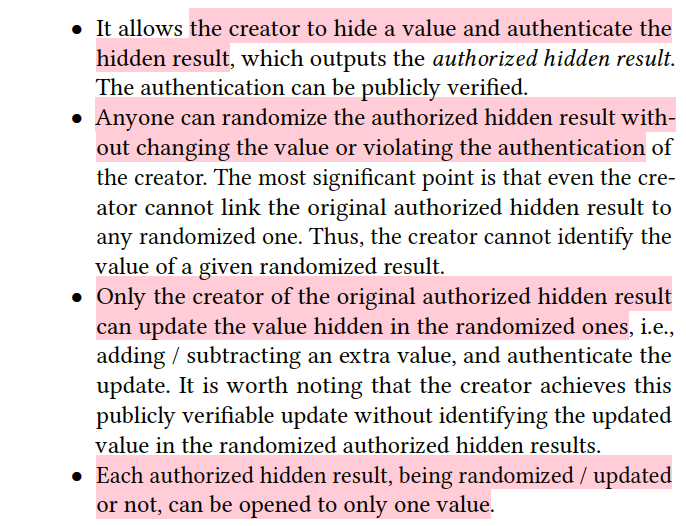 • It allows the creator to hide a value and authenticate the
hidden result, which outputs the authorized hidden result.
The authentication can be publicly verified.
• Anyone can randomize the authorized hidden result with-
out changing the value or violating the authentication of
the creator. The most significant point is that even the cre-
ator cannot link the original authorized hidden result to
any randomized one. Thus, the creator cannot identify the
value of a given randomized result.
• Only the creator of the original authorized hidden result
can update the value hidden in the randomized ones, i.e.,
adding / subtracting an extra value, and authenticate the
update. It is worth noting that the creator achieves this
publicly verifiable update without identifying the updated
value in the randomized authorized hidden results.
• Each authorized hidden result, being randomized / updated
or not, can be opened to only one value.